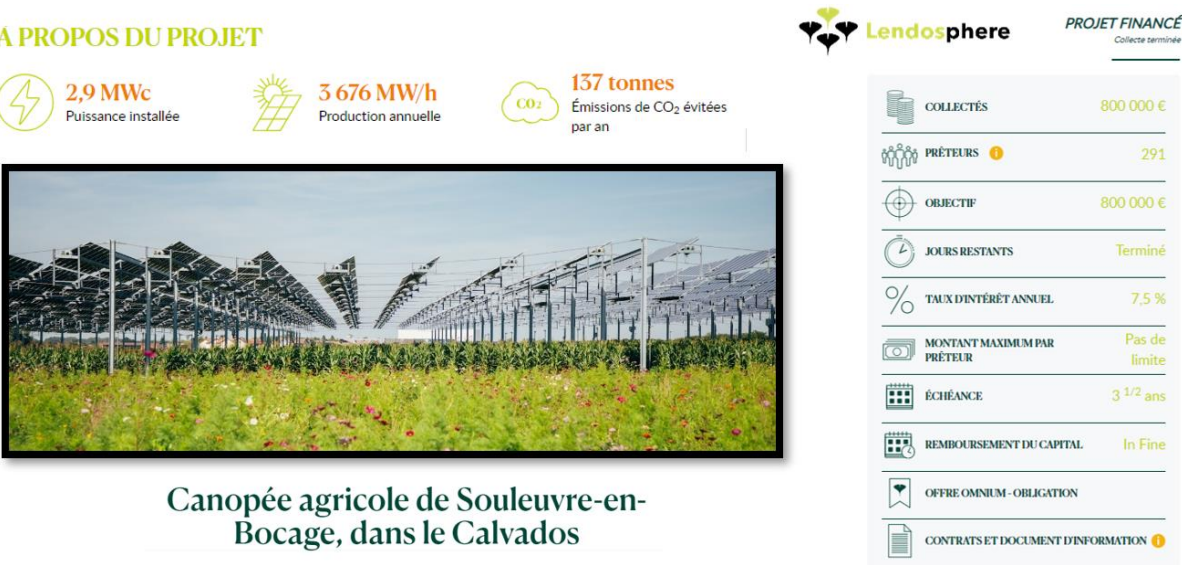 À PROPOS DU PROJET
2,9 MWc
Puissance installée
3 676 MW/h
Production annuelle
CO2
137 tonnes
Émissions de CO₂ évitées
par an
Canopée agricole de Souleuvre-en-
Bocage, dans le Calvados
Lendosphere
PROJET FINANCÉ
Collecte terminée
COLLECTÉS 800 000 €
PRÊTEURS i 291
OBJECTIF 800 000 €
JOURS RESTANTS Terminé
TAUX D'INTÉRÊT ANNUEL 7,5 %
MONTANT MAXIMUM PAR
PRÊTEUR
Pas de
limite
ÉCHÉANCE 3 1/2 ans
REMBOURSEMENT DU CAPITAL In Fine
OFFRE OMNIUM - OBLIGATION
CONTRATS ET DOCUMENT D'INFORMATION i